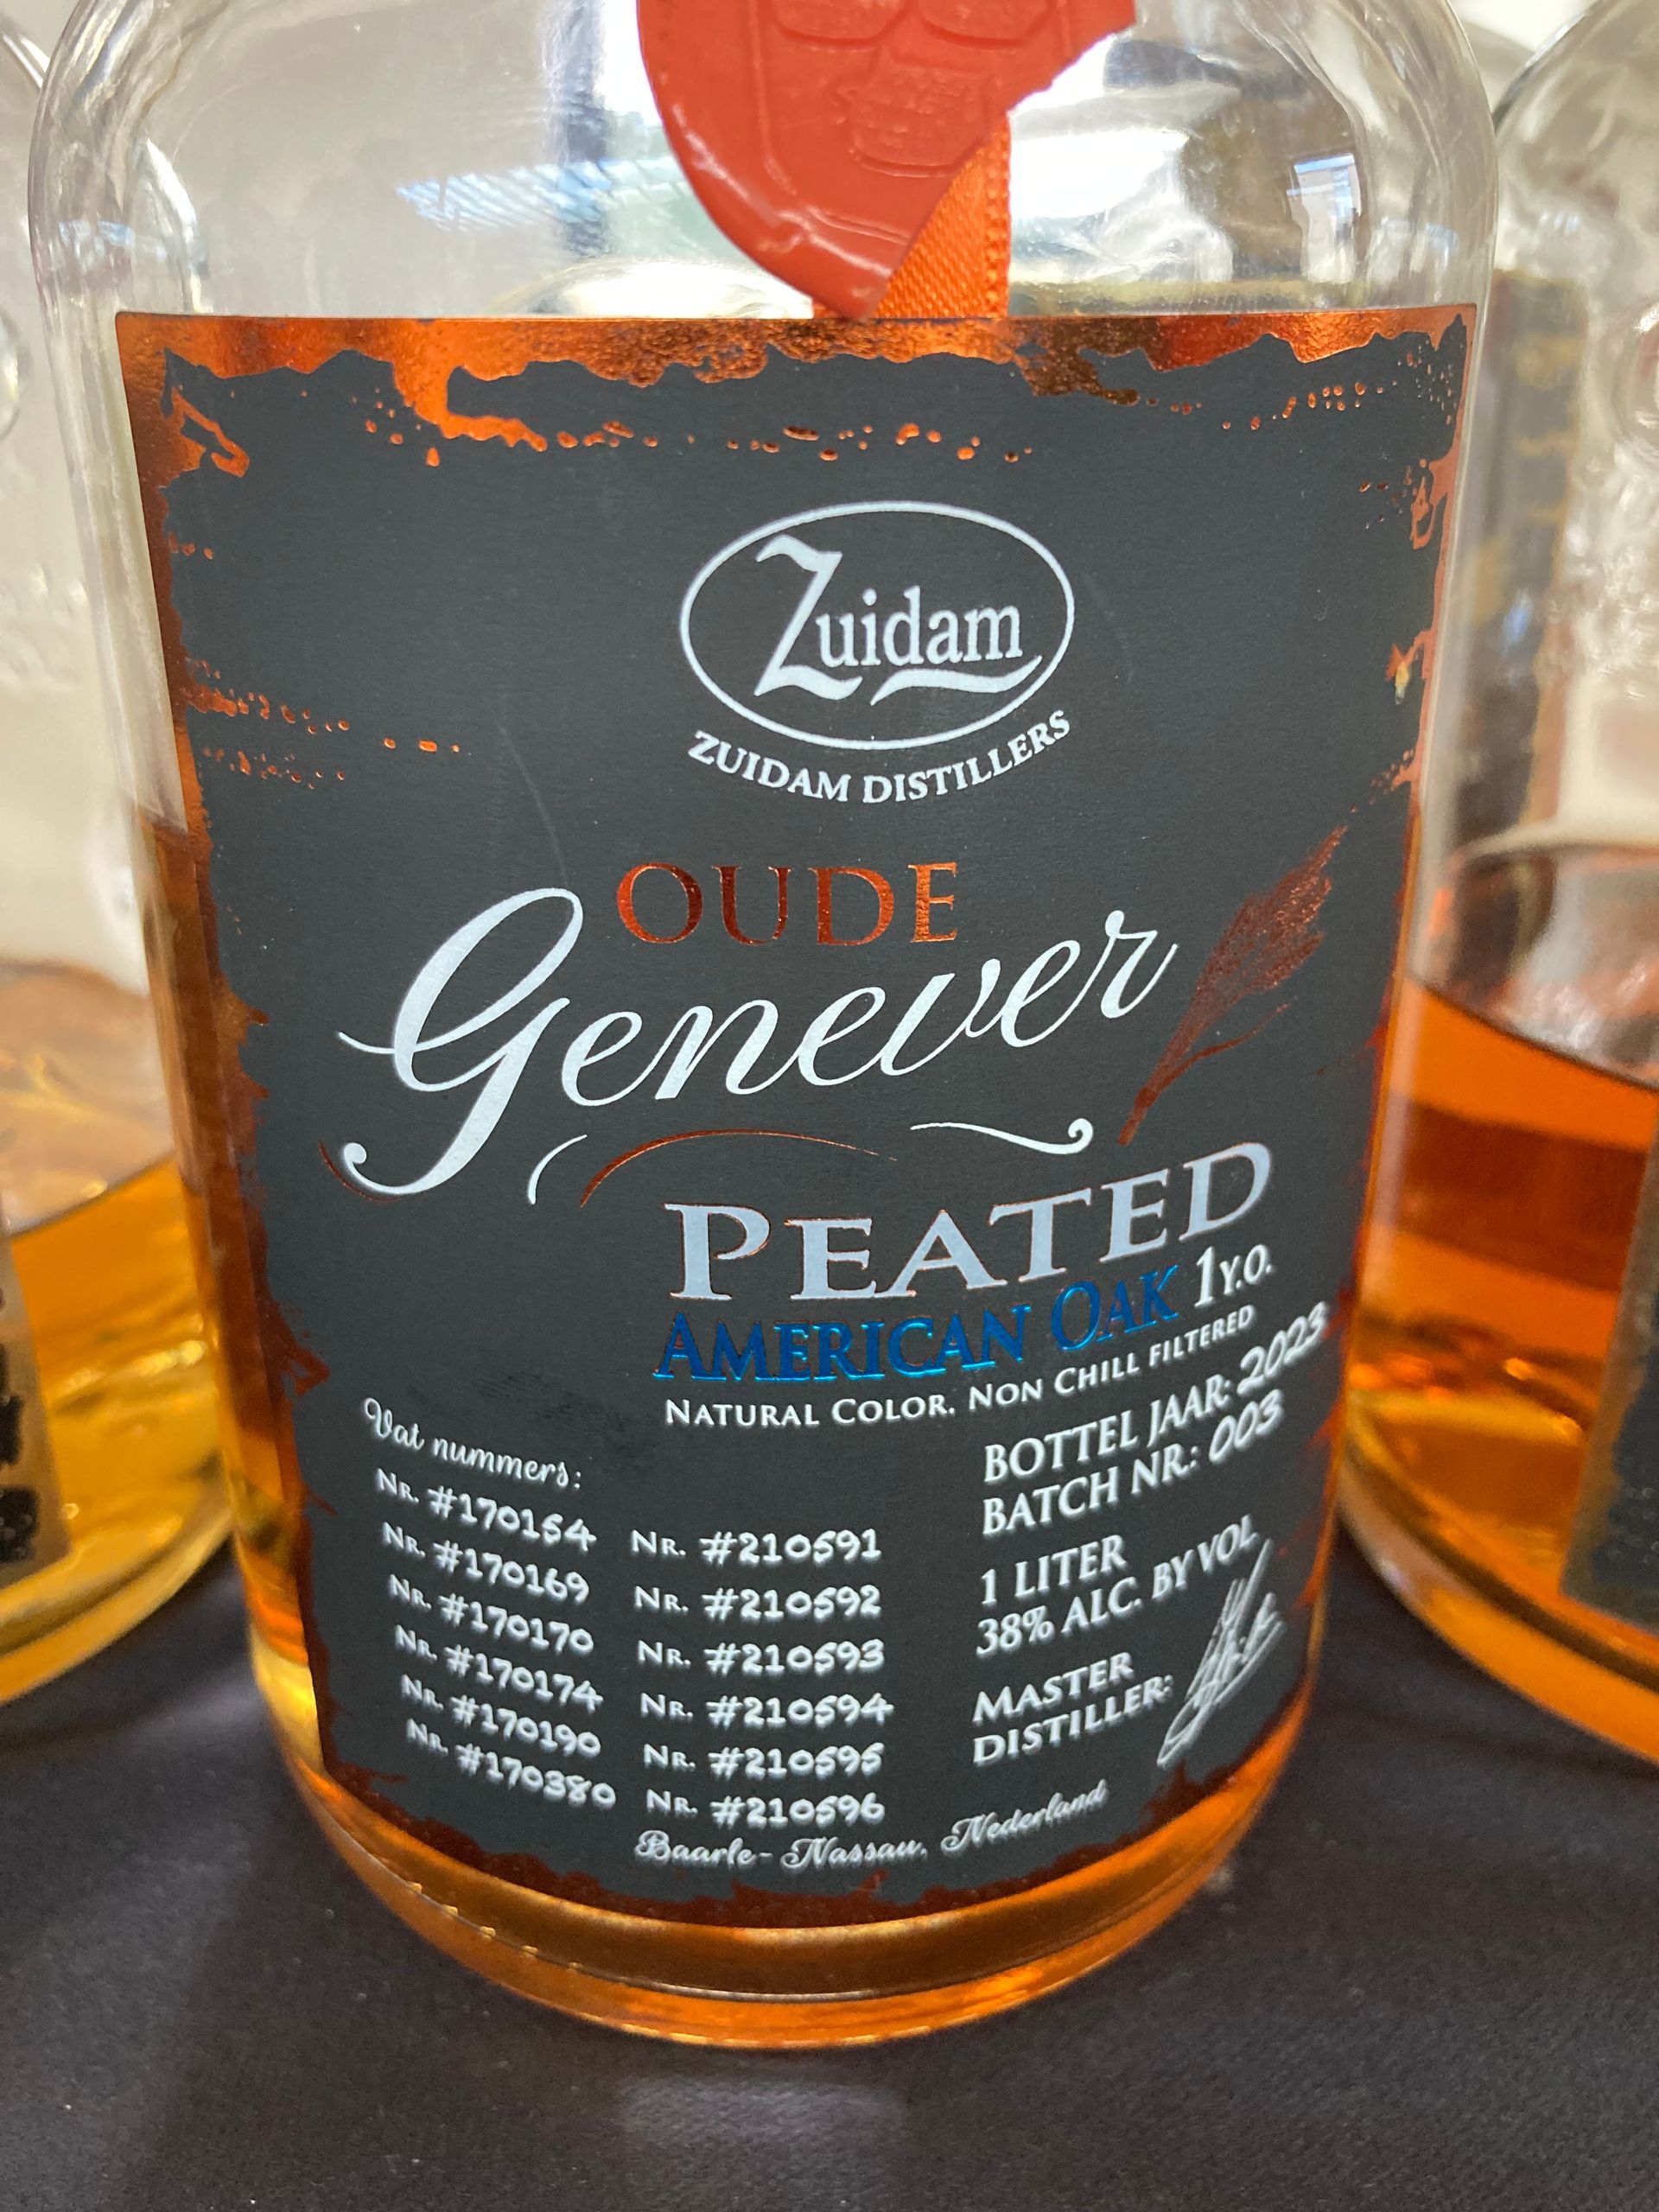 Zuidam
ZUIDAM DISTILLERS
OUDE
Genever
PEATED
AMERICAN OAK 1Y.O.
NATURAL COLOR. NON CHILL FILTERED
BOTTEL JAAR: 2023
BATCH NR.: 003
1 LITER
38% ALC. BY VOL
MASTER
DISTILLER:
Vat nummers:
NR. #170154
NR. #170169
NR. #170170
NR. #170174
NR. #170190
NR. #170380
NR. #210591
NR. #210592
NR. #210593
NR. #210594
NR. #210595
NR. #210596
Baarle-Nassau, Nederland